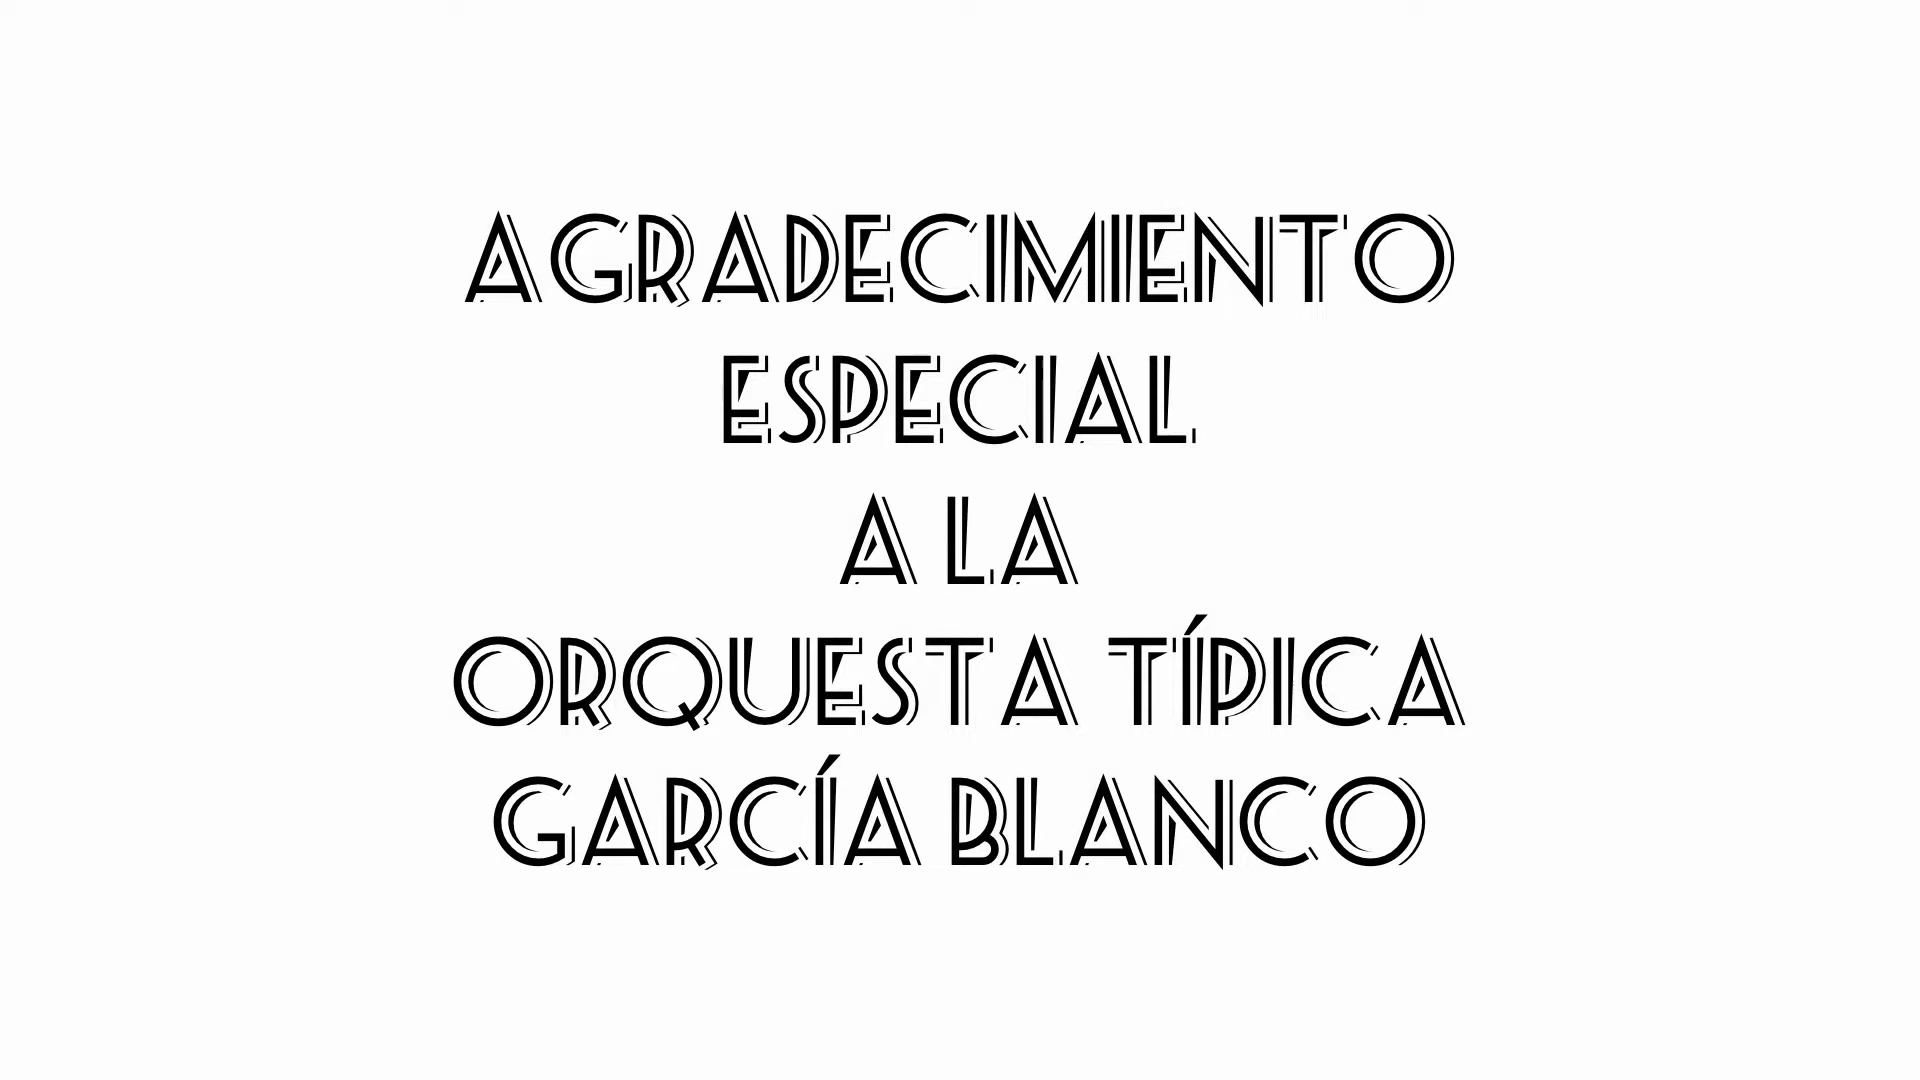 AGRADECIMIENTO
ESPECIAL
A LA
ORQUESTA TÍPICA
GARCÍA BLANCO